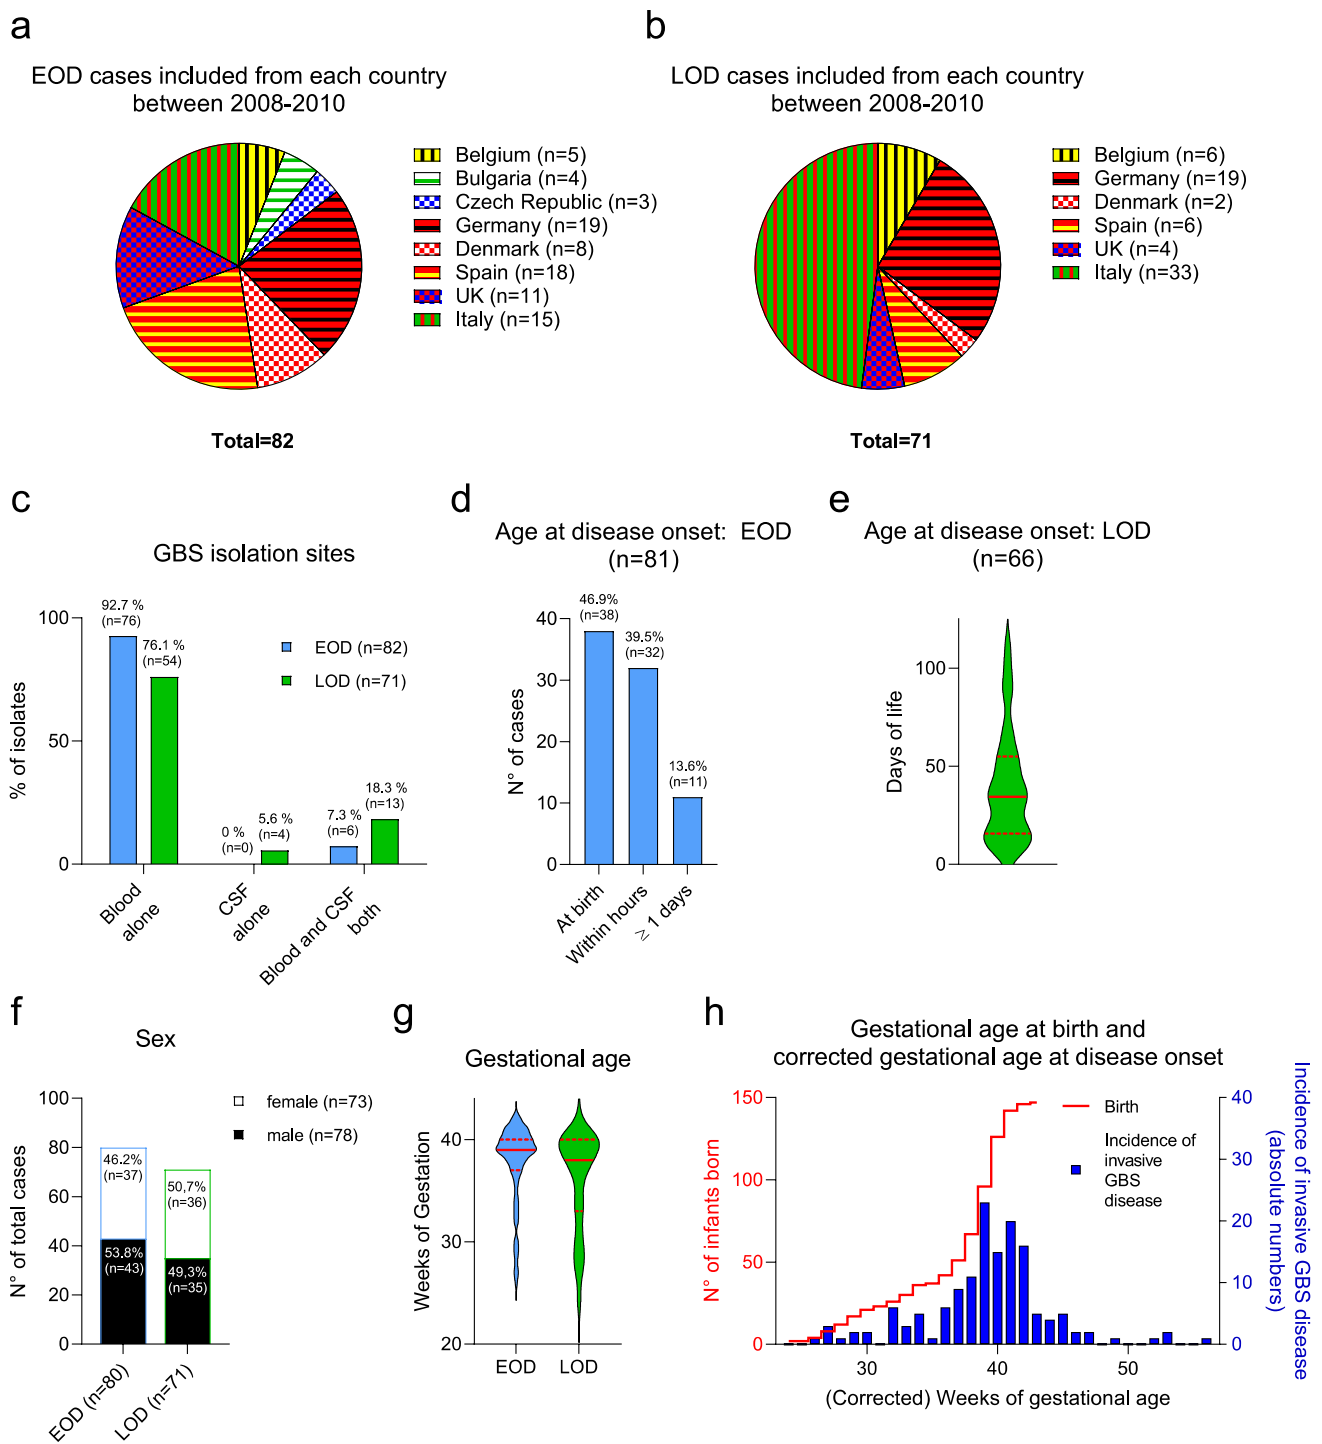 a
EOD cases included from each country
between 2008-2010
Belgium (n=5)
Bulgaria (n=4)
Czech Republic (n=3)
Germany (n=19)
Denmark (n=8)
Spain (n=18)
UK (n=11)
Italy (n=15)
Total=82
b
LOD cases included from each country
between 2008-2010
Belgium (n=6)
Germany (n=19)
Denmark (n=2)
Spain (n=6)
UK (n=4)
Italy (n=33)
Total=71
c
GBS isolation sites
% of isolates
100
50
0
92.7 %
(n=76)
76.1 %
(n=54)
0 %
(n=0)
5.6 %
(n=4)
7.3 %
(n=6)
18.3 %
(n=13)
EOD (n=82)
LOD (n=71)
Blood
alone
CSF
alone
Blood and CSF
both
d
Age at disease onset: EOD
(n=81)
N° of cases
40
30
20
10
0
46.9%
(n=38)
39.5%
(n=32)
13.6%
(n=11)
At birth
Within hours
≥ 1 days
e
Age at disease onset: LOD
(n=66)
Days of life
100
50
0
f
Sex
N° of total cases
100
80
60
40
20
0
46.2%
(n=37)
53.8%
(n=43)
50,7%
(n=36)
49,3%
(n=35)
female (n=73)
male (n=78)
EOD (n=80)
LOD (n=71)
g
Gestational age
Weeks of Gestation
40
30
20
EOD
LOD
h
Gestational age at birth and
corrected gestational age at disease onset
N° of infants born
150
100
50
0
Birth
Incidence of
invasive
GBS
disease
40
30
20
10
0
Incidence of invasive GBS disease
(absolute numbers)
30
40
50
(Corrected) Weeks of gestational age